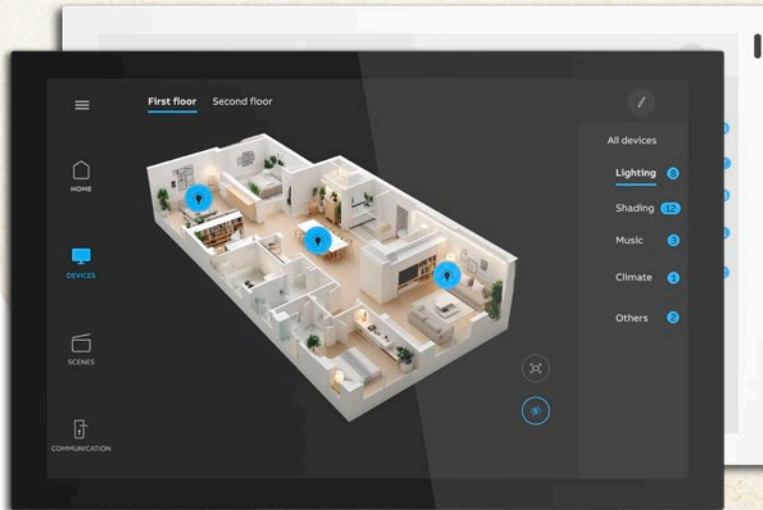 First floor Second floor
HOME
DEVICES
SCENES
COMMUNICATION
All devices
Lighting 8
Shading 12
Music 3
Climate 1
Others 2